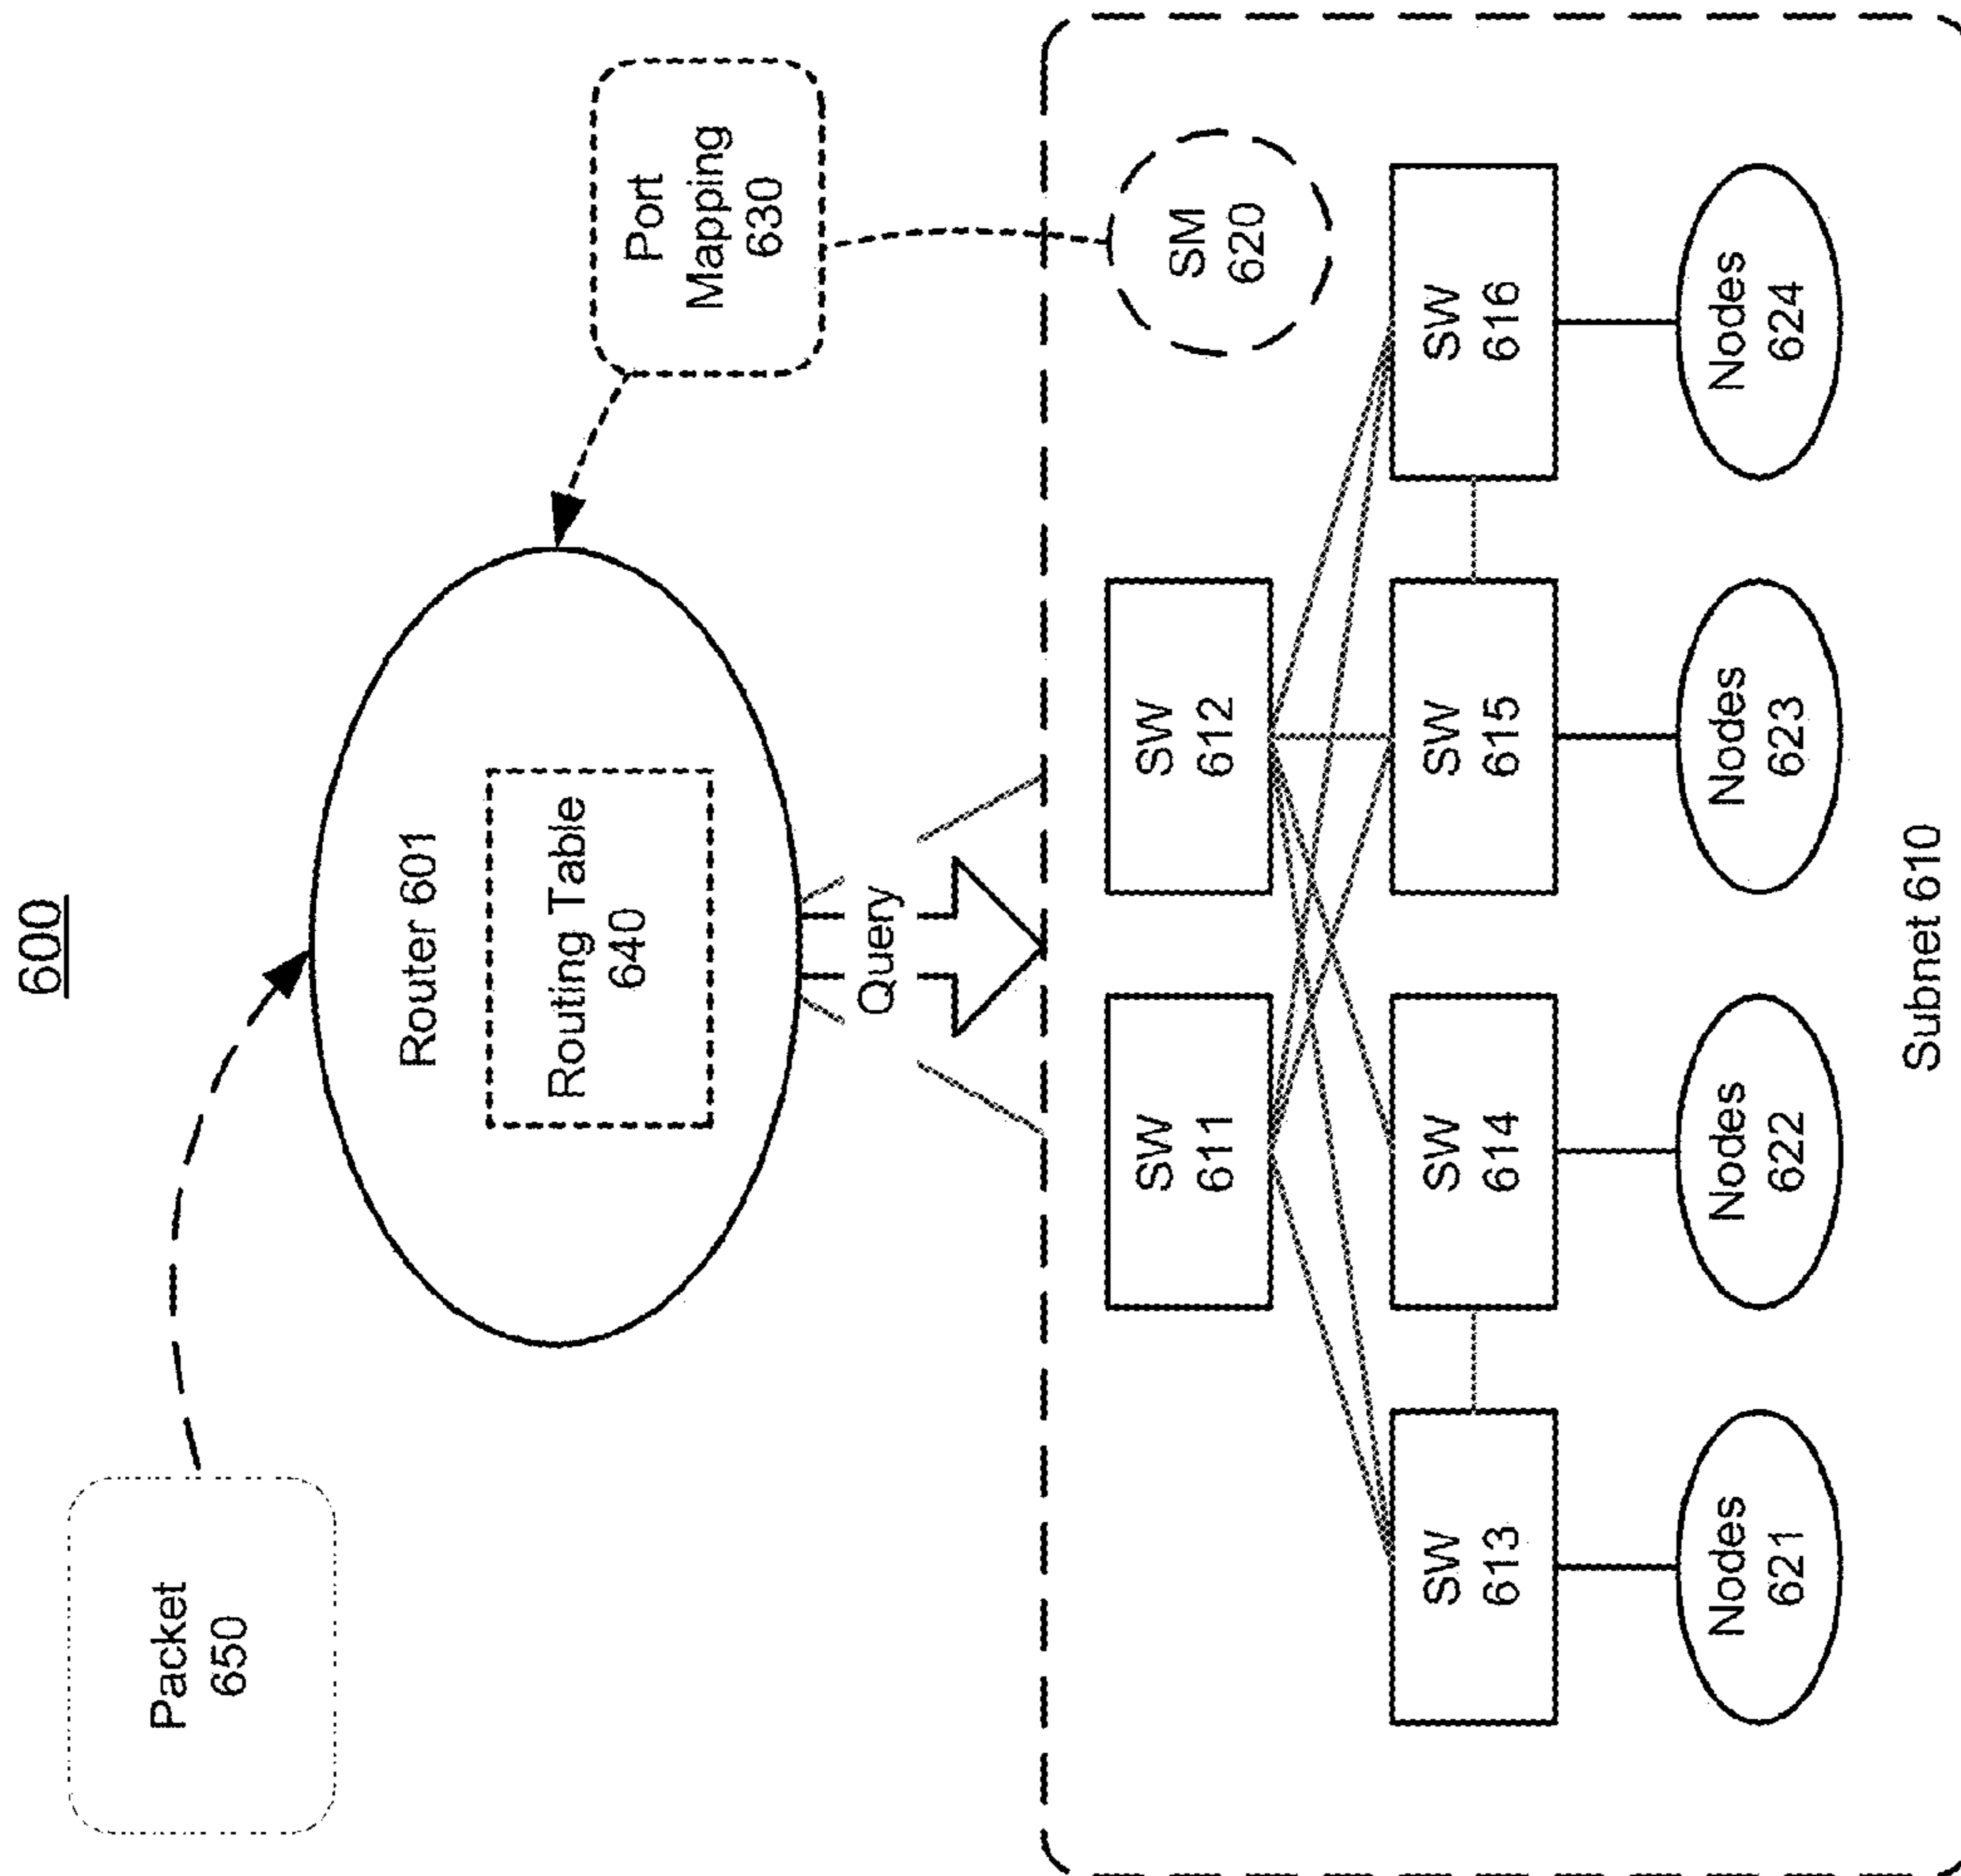 600
Packet
650
Router 601
Routing Table
640
Port
Mapping
630
Query
SM
620
SW
611
SW
612
SW
613
SW
614
SW
615
SW
616
Nodes
621
Nodes
622
Nodes
623
Nodes
624
Subnet 610